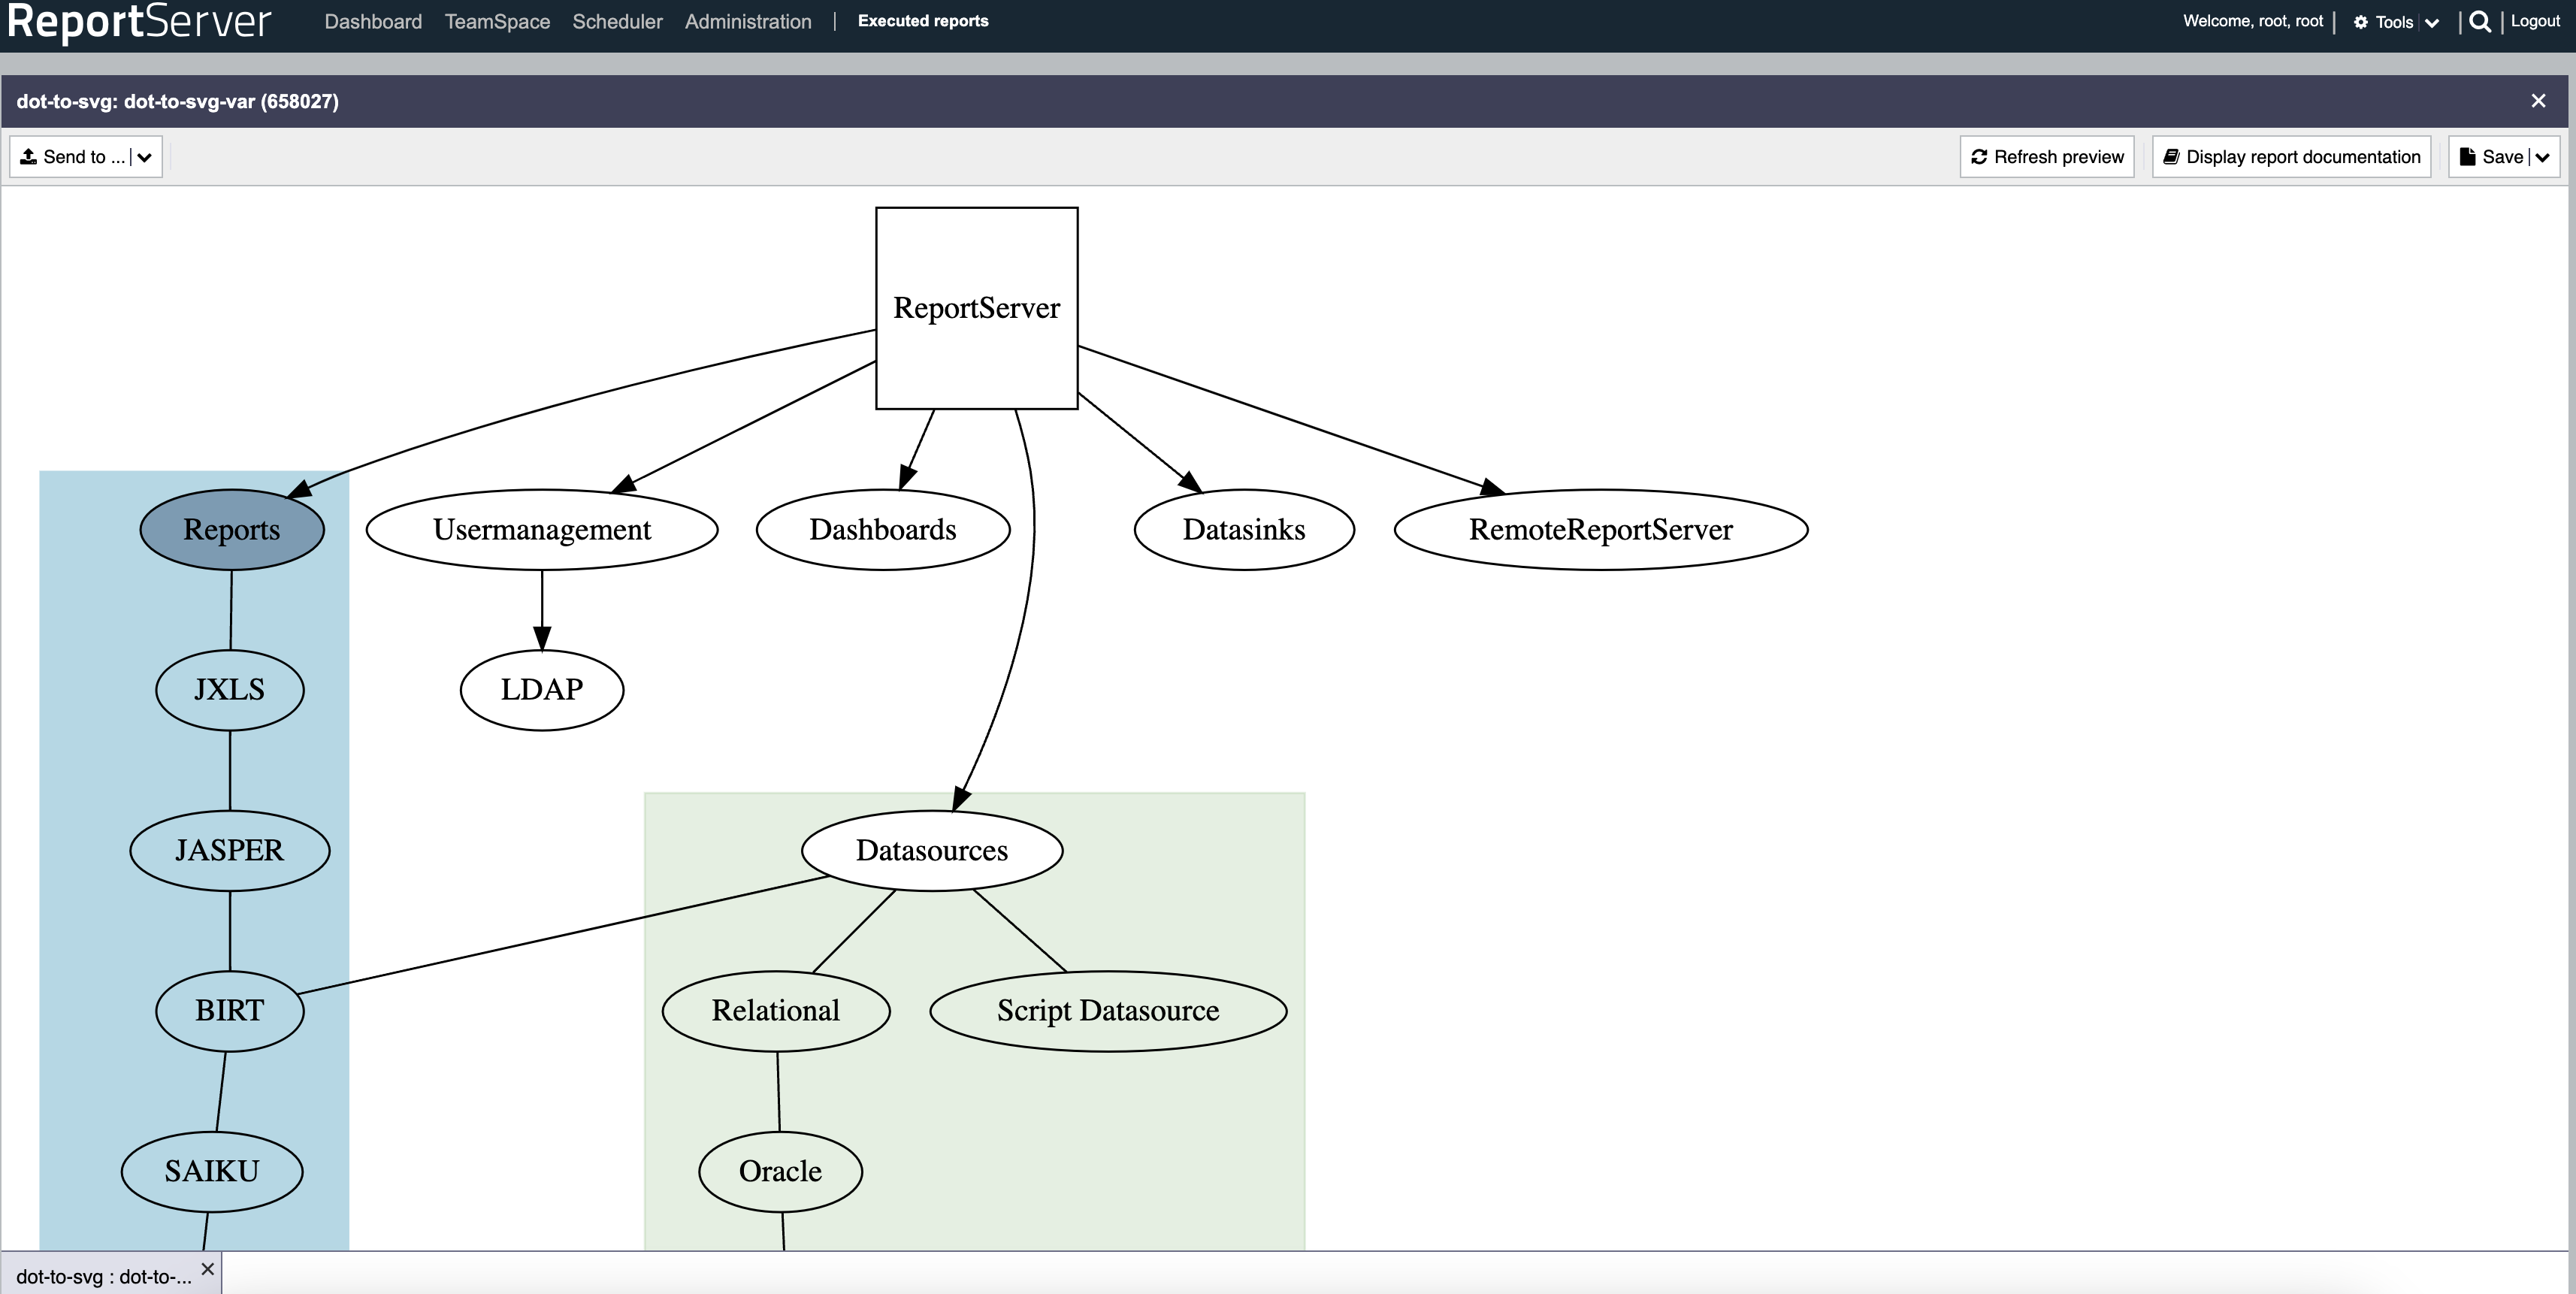 ReportServer Dashboard TeamSpace Scheduler Administration | Executed reports Welcome, root, root | Tools | | Logout
dot-to-svg: dot-to-svg-var (658027)
Send to ... Refresh preview Display report documentation Save
ReportServer
Reports Usermanagement Dashboards Datasinks RemoteReportServer
JXLS LDAP
JASPER Datasources
BIRT Relational Script Datasource
SAIKU Oracle
dot-to-svg : dot-to-...